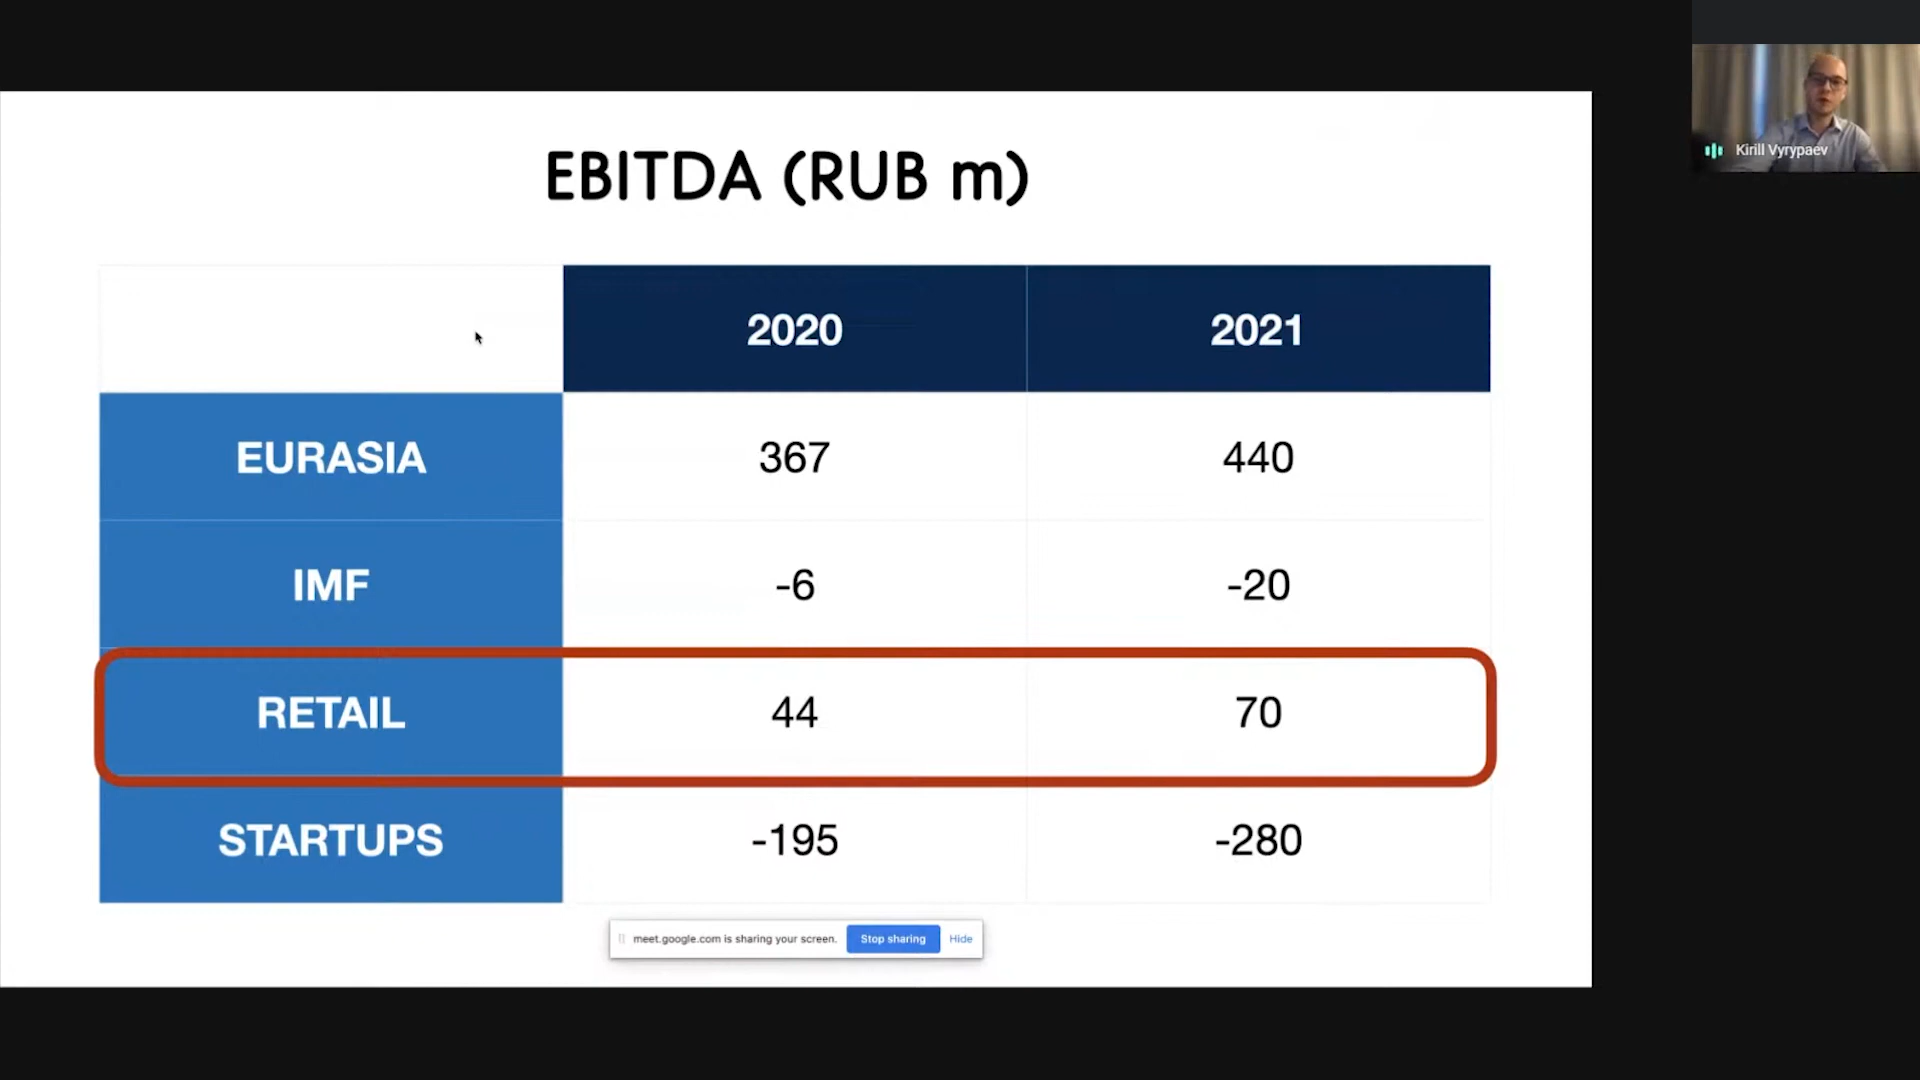 EBITDA (RUB m)
2020 2021
EURASIA 367 440
IMF -6 -20
RETAIL 44 70
STARTUPS -195 -280
meet.google.com is sharing your screen. Stop sharing Hide
Kirill Vyrypaev